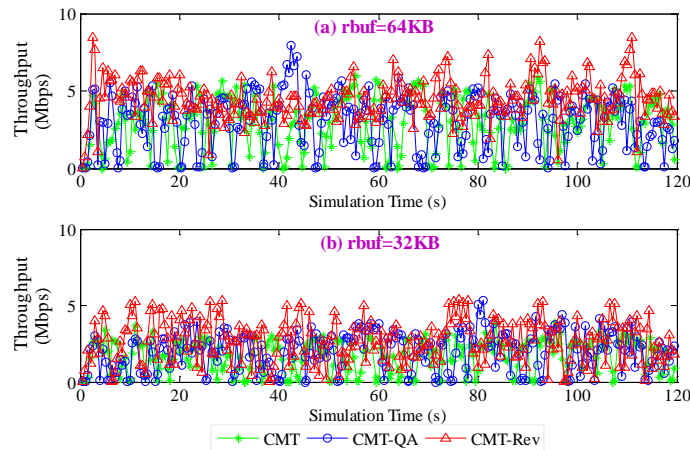 (a) rbuf=64KB
10
5
0
Throughput
(Mbps)
0 20 40 60 80 100 120
Simulation Time (s)
(b) rbuf=32KB
10
5
0
Throughput
(Mbps)
0 20 40 60 80 100 120
Simulation Time (s)
CMT CMT-QA CMT-Rev